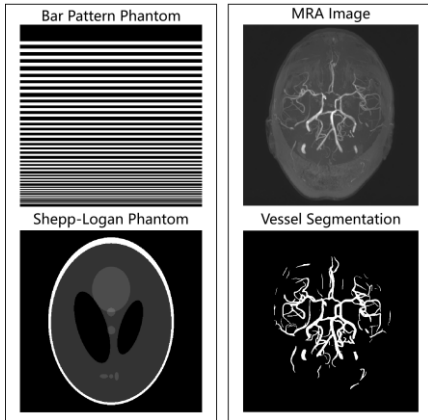 Bar Pattern Phantom
MRA Image
Shepp-Logan Phantom
Vessel Segmentation